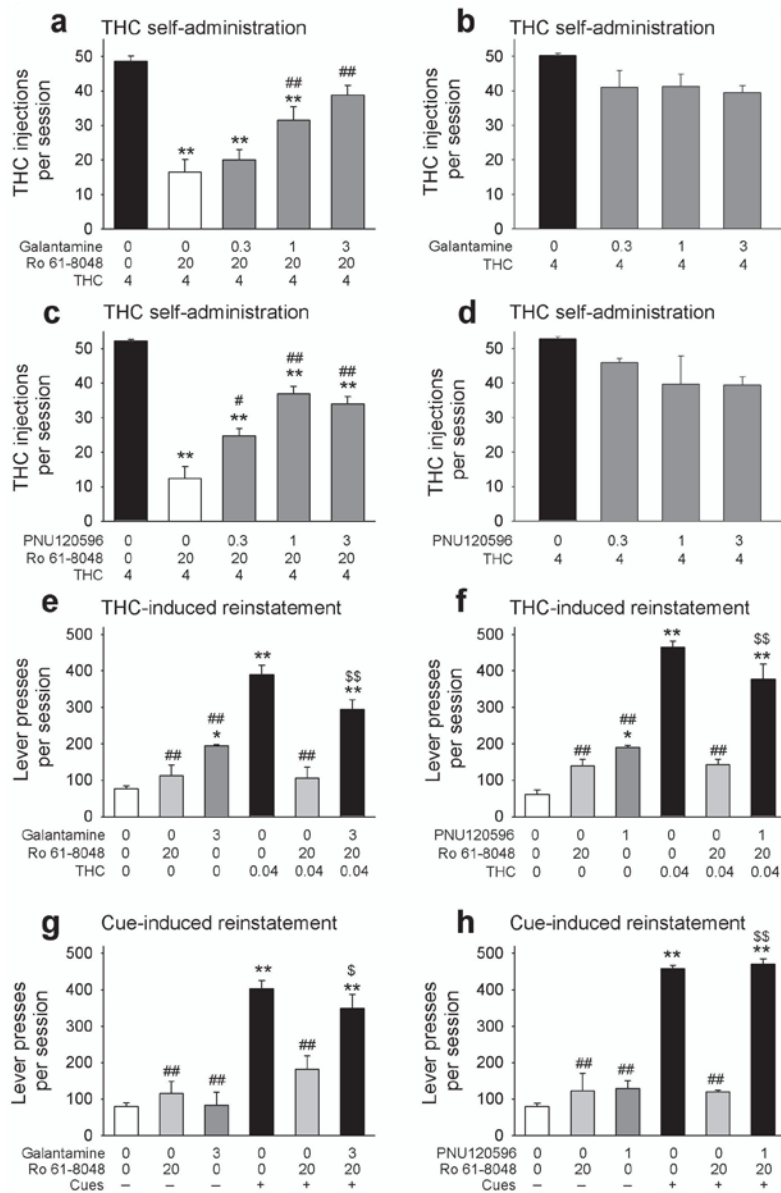 a THC self-administration
THC injections
per session
50
40
30
20
10
0
** ** ## ** ##
Galantamine 0 0 0.3 1 3
Ro 61-8048 0 20 20 20 20
THC 4 4 4 4 4
b THC self-administration
THC injections
per session
50
40
30
20
10
0
Galantamine 0 0.3 1 3
THC 4 4 4 4
c THC self-administration
THC injections
per session
50
40
30
20
10
0
** # ** ## ** ## **
PNU120596 0 0 0.3 1 3
Ro 61-8048 0 20 20 20 20
THC 4 4 4 4 4
d THC self-administration
THC injections
per session
50
40
30
20
10
0
PNU120596 0 0.3 1 3
THC 4 4 4 4
e THC-induced reinstatement
Lever presses
per session
500
400
300
200
100
0
## ## * ** ## $$ **
Galantamine 0 0 3 0 0 3
Ro 61-8048 0 20 0 0 20 20
THC 0 0 0 0.04 0.04 0.04
f THC-induced reinstatement
Lever presses
per session
500
400
300
200
100
0
## ## * ** ## $$ **
PNU120596 0 0 1 0 0 1
Ro 61-8048 0 20 0 0 20 20
THC 0 0 0 0.04 0.04 0.04
g Cue-induced reinstatement
Lever presses
per session
500
400
300
200
100
0
## ## ** ## $ **
Galantamine 0 0 3 0 0 3
Ro 61-8048 0 20 0 0 20 20
Cues – – – + + +
h Cue-induced reinstatement
Lever presses
per session
500
400
300
200
100
0
## ## ** ## $$ **
PNU120596 0 0 1 0 0 1
Ro 61-8048 0 20 0 0 20 20
Cues – – – + + +